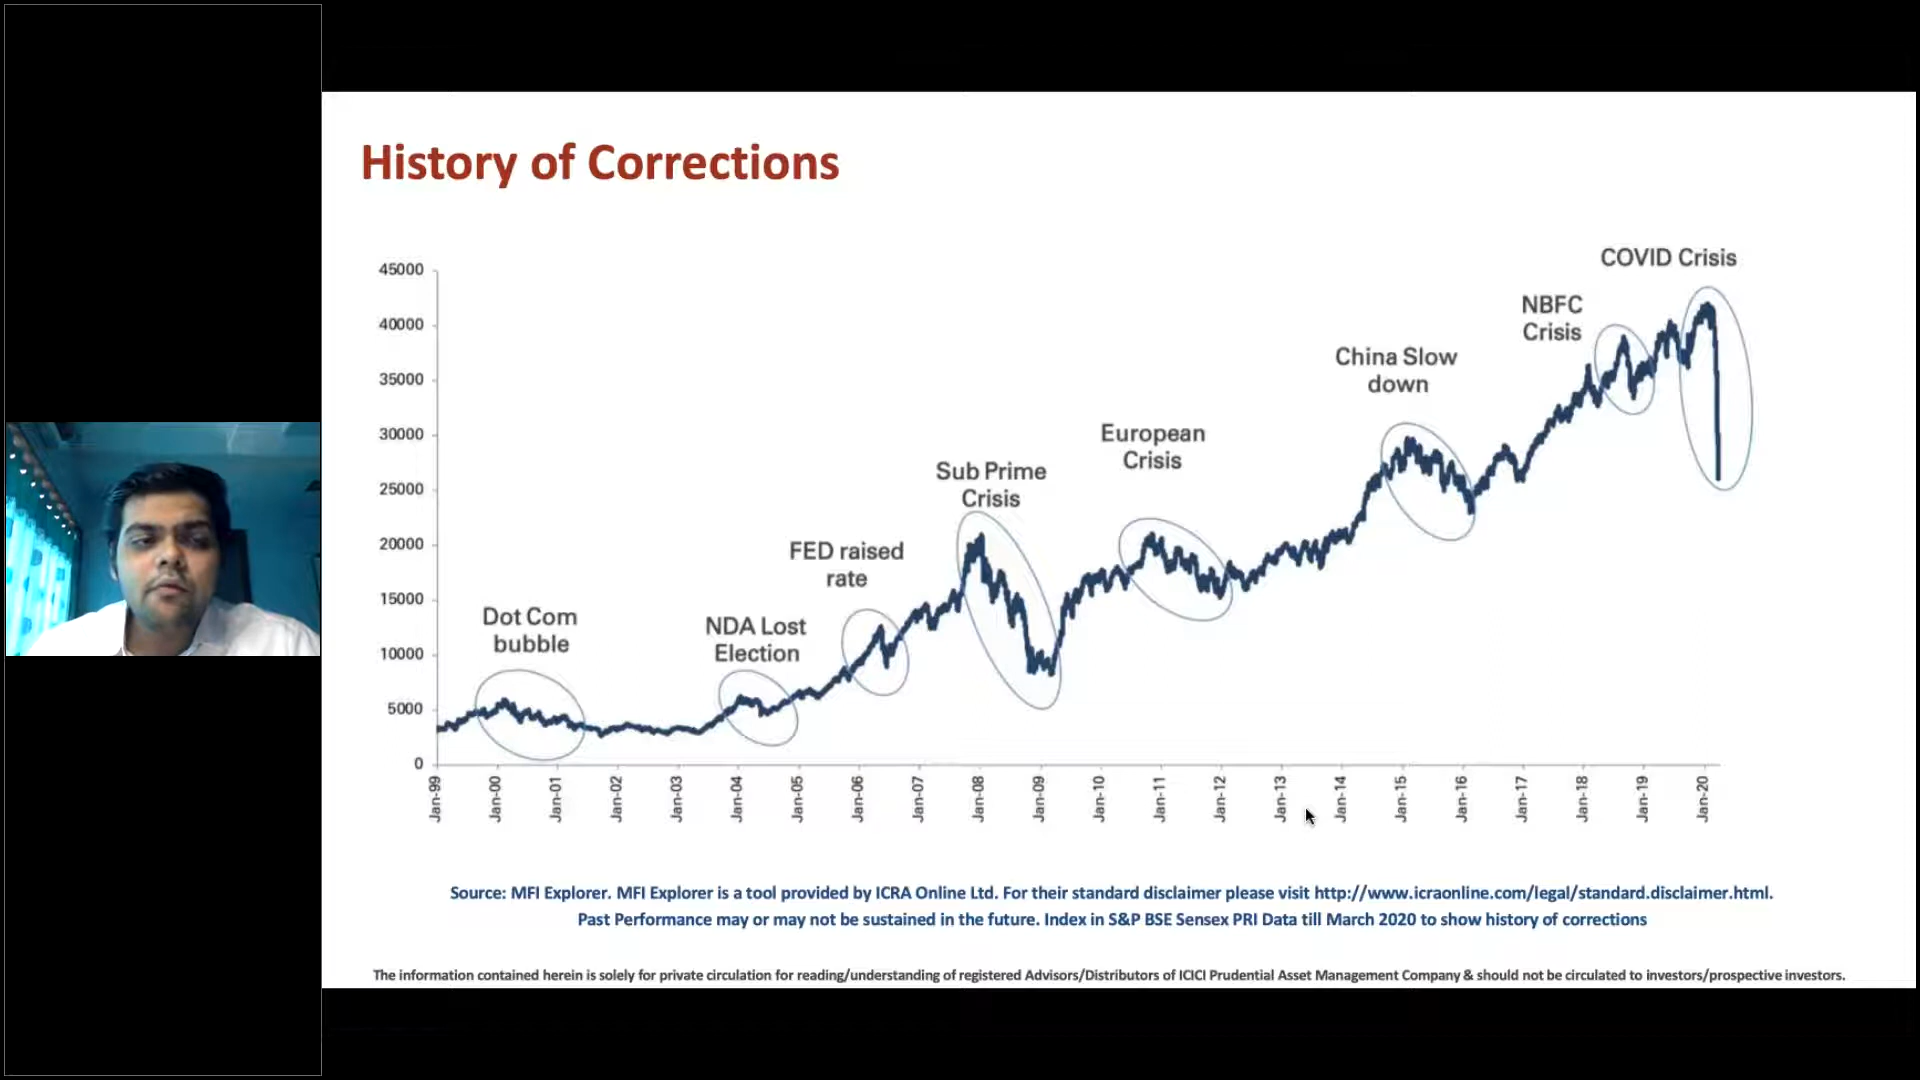 History of Corrections
COVID Crisis
45000
NBFC
Crisis
40000
China Slow
down
35000
European
Crisis
30000
Sub Prime
Crisis
25000
FED raised
rate
20000
Dot Com
bubble
NDA Lost
Election
15000
10000
5000
0
Jan-99
Jan-00
Jan-01
Jan-02
Jan-03
Jan-04
Jan-05
Jan-06
Jan-07
Jan-08
Jan-09
Jan-10
Jan-11
Jan-12
Jan-13
Jan-14
Jan-15
Jan-16
Jan-17
Jan-18
Jan-19
Jan-20
Source: MFI Explorer. MFI Explorer is a tool provided by ICRA Online Ltd. For their standard disclaimer please visit http://www.icraonline.com/legal/standard.disclaimer.html.
Past Performance may or may not be sustained in the future. Index in S&P BSE Sensex PRI Data till March 2020 to show history of corrections
The information contained herein is solely for private circulation for reading/understanding of registered Advisors/Distributors of ICICI Prudential Asset Management Company & should not be circulated to investors/prospective investors.